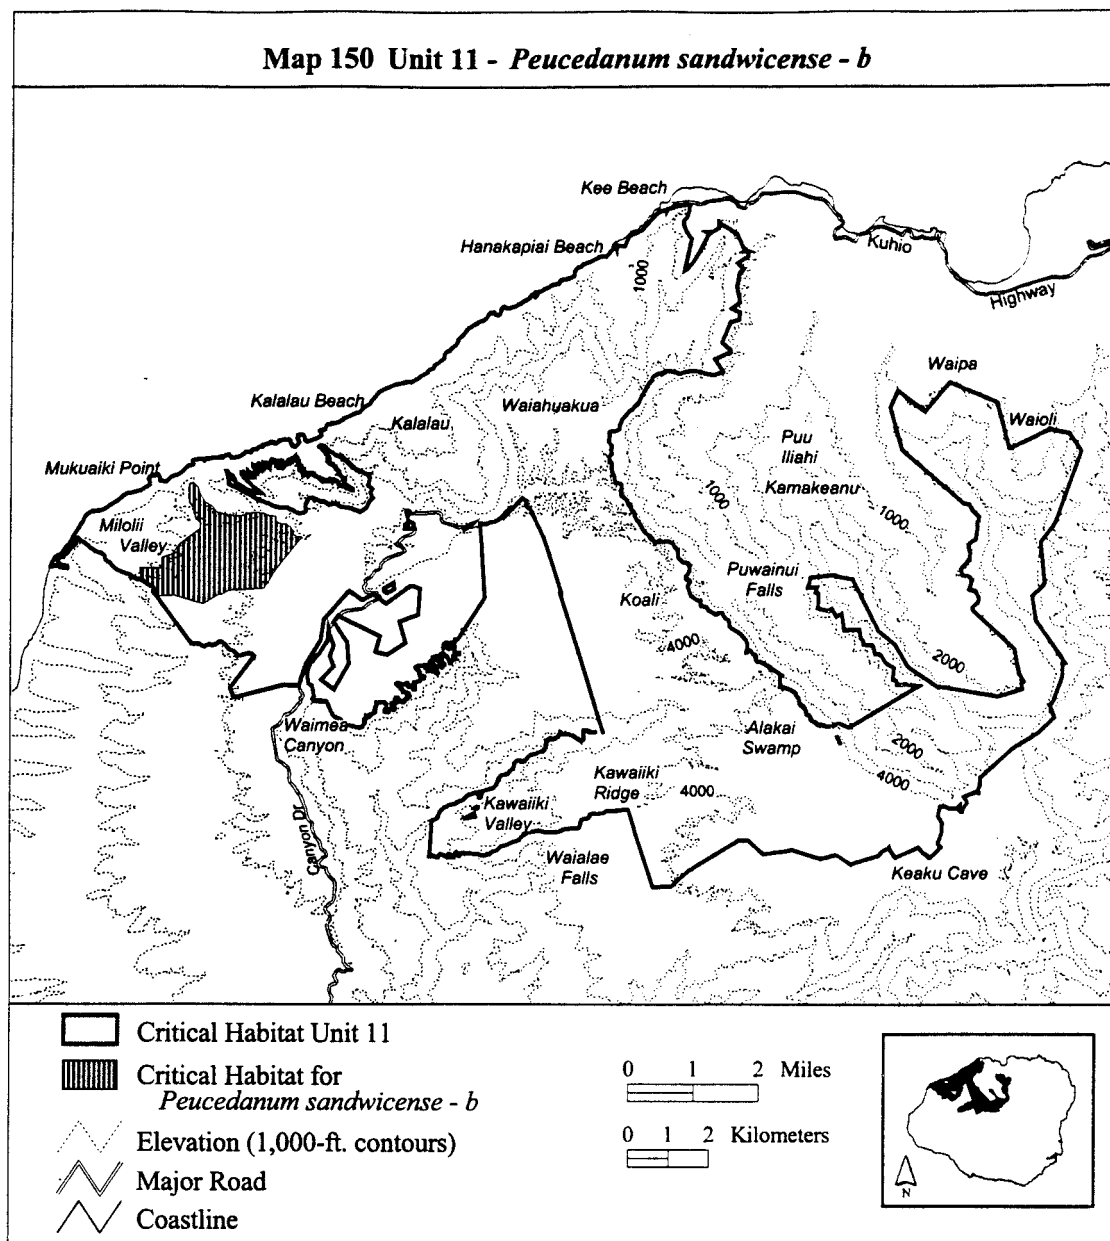 Map 150 Unit 11 - Peucedanum sandwicense - b
Kee Beach
Hanakapiai Beach
Kuhio
Highway
1000
Waipa
Kalalau Beach
Kalalau
Waiahuakua
Waioli
Puu
Iliahi
Mukuaiki Point
Kamakeanu
1000
1000
Milolii
Valley
Puwainui
Falls
Koali
4000
2000
Waimea
Canyon
Alakai
Swamp
2000
4000
Kawaiiki
Ridge
4000
Kawaiiki
Valley
Canyon Dr
Waialae
Falls
Keaku Cave
Critical Habitat Unit 11
Critical Habitat for
Peucedanum sandwicense - b
Elevation (1,000-ft. contours)
Major Road
Coastline
0 1 2 Miles
0 1 2 Kilometers
N